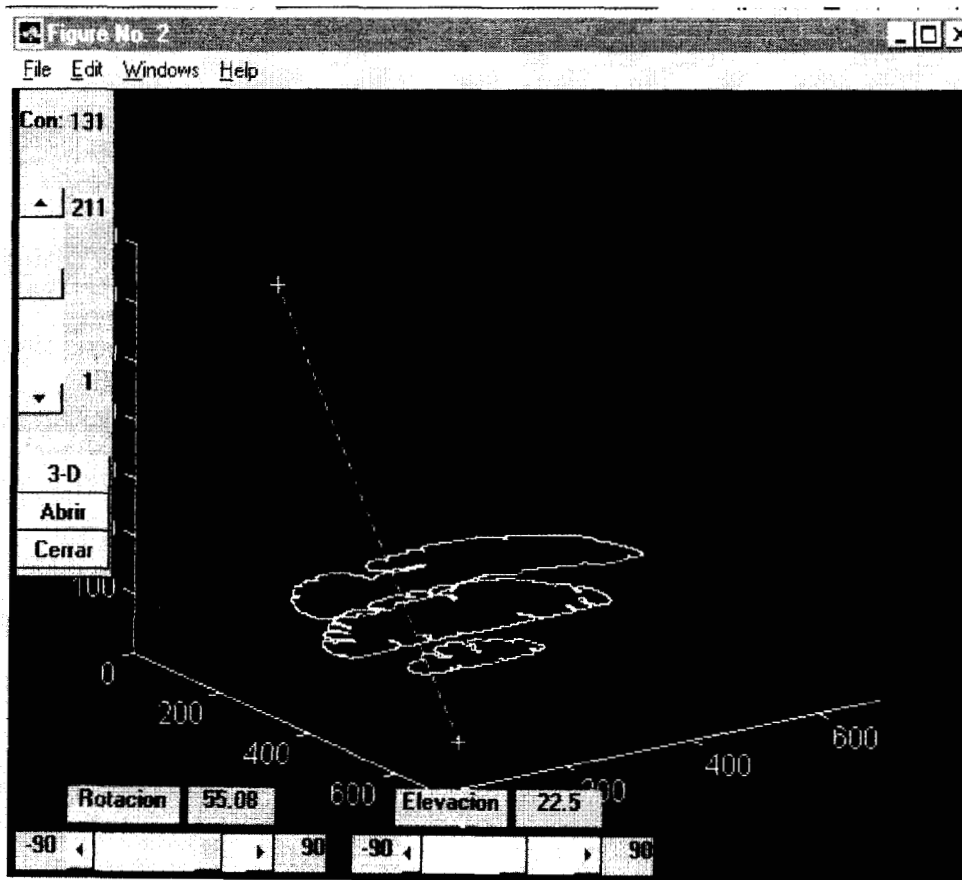 Figure No. 2
File Edit Windows Help
Con: 131
211
1
3-D
Abrir
Cerrar
100
0
200
400
600
200
400
600
Rotacion 55.08
Elevacion 22.5
-90 90
-90 90